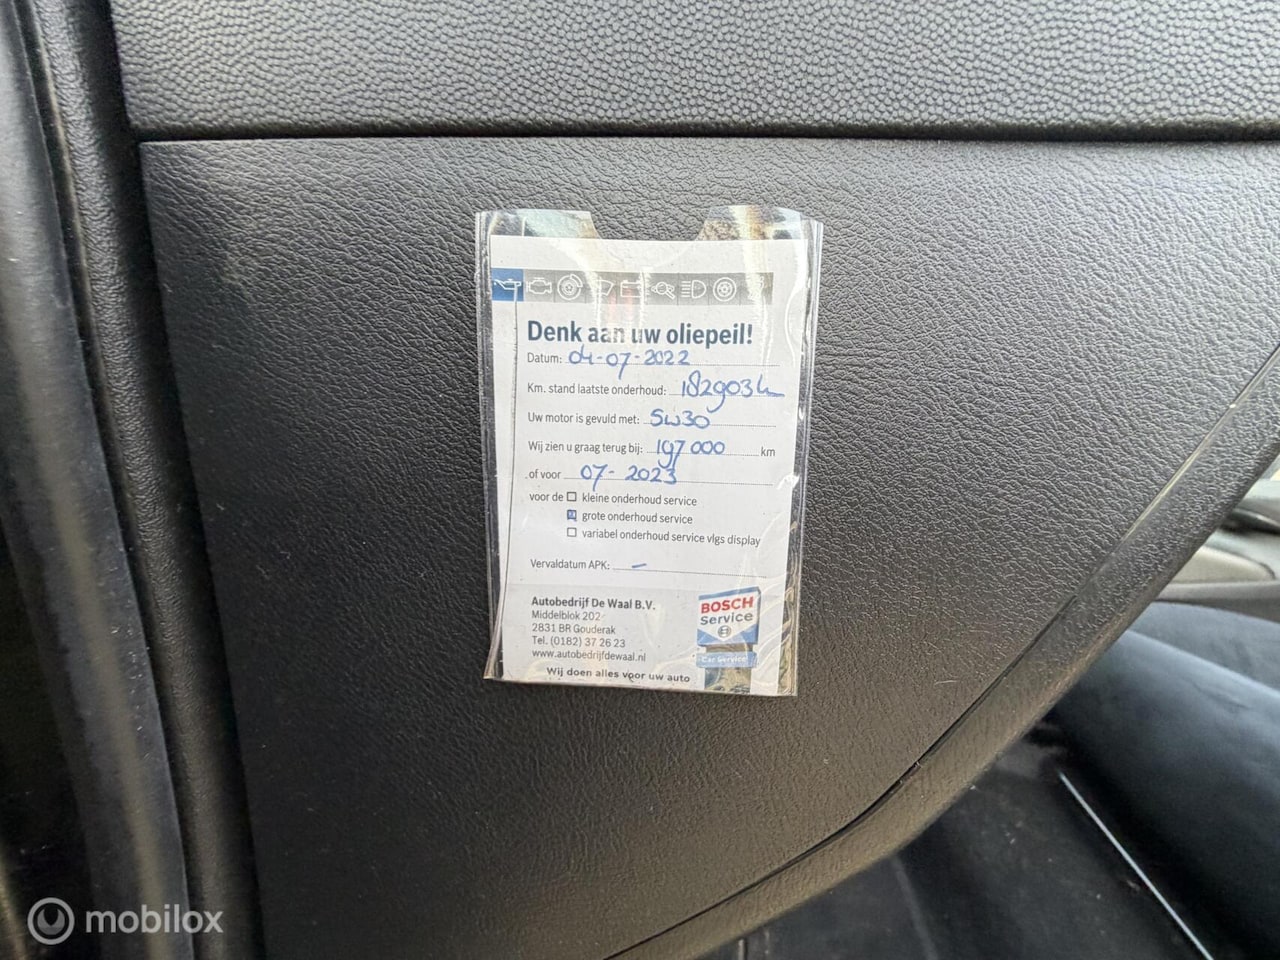 Denk aan uw oliepeil!
Datum: 04-07-2022
Km. stand laatste onderhoud: 182903
Uw motor is gevuld met: 5W30
Wij zien u graag terug bij: 197000 km
of voor 07-2023
voor de kleine onderhoud service
grote onderhoud service
variabel onderhoud service vlgs display
Vervaldatum APK: -
Autobedrijf De Waal B.V.
Middelblok 202
2831 BR Gouderak
Tel. (0182) 37 26 23
www.autobedrijfdewaal.nl
Wij doen alles voor uw auto
BOSCH
Service
Car Service
mobilox